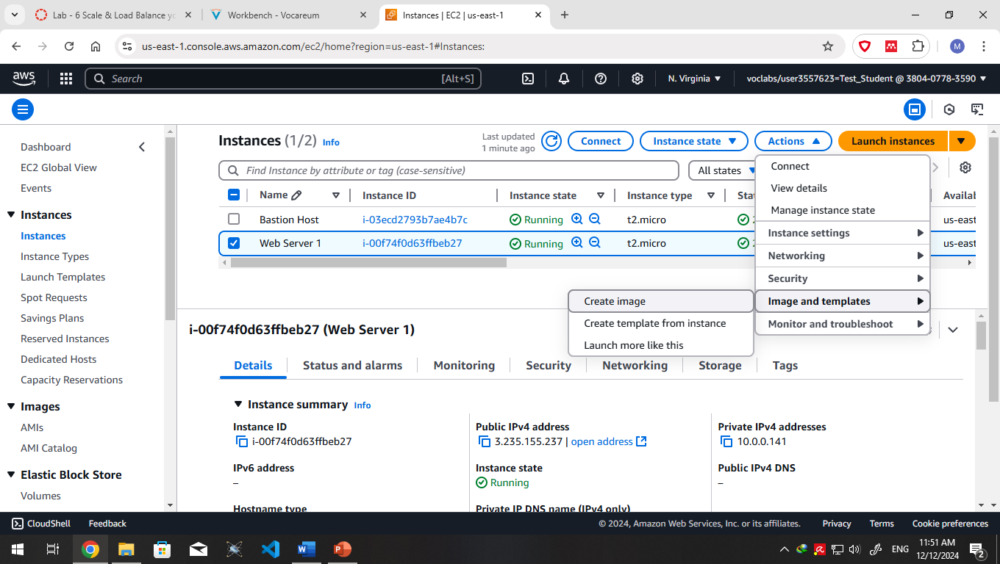 Lab - 6 Scale & Load Balance yo
Workbench - Vocareum
Instances | EC2 | us-east-1
us-east-1.console.aws.amazon.com/ec2/home?region=us-east-1#Instances:
M
aws
Search
[Alt+S]
N. Virginia
voclabs/user3557623=Test_Student @ 3804-0778-3590
Dashboard
EC2 Global View
Events
Instances
Instances
Instance Types
Launch Templates
Spot Requests
Savings Plans
Reserved Instances
Dedicated Hosts
Capacity Reservations
Images
AMIs
AMI Catalog
Elastic Block Store
Volumes
Instances (1/2) Info
Last updated
1 minute ago
Connect
Instance state
Actions
Launch instances
Find Instance by attribute or tag (case-sensitive)
All states
Name
Instance ID
Instance state
Instance type
Stat
Availab
Bastion Host
i-03ecd2793b7ae4b7c
Running
t2.micro
2
us-east
Web Server 1
i-00f74f0d63ffbeb27
Running
t2.micro
2
us-east
Connect
View details
Manage instance state
Instance settings
Networking
Security
Image and templates
Monitor and troubleshoot
Create image
Create template from instance
Launch more like this
i-00f74f0d63ffbeb27 (Web Server 1)
Details
Status and alarms
Monitoring
Security
Networking
Storage
Tags
Instance summary Info
Instance ID
i-00f74f0d63ffbeb27
Public IPv4 address
3.235.155.237 | open address
Private IPv4 addresses
10.0.0.141
IPv6 address
–
Instance state
Running
Public IPv4 DNS
–
Hostname type
Private IP DNS name (IPv4 only)
CloudShell
Feedback
© 2024, Amazon Web Services, Inc. or its affiliates.
Privacy
Terms
Cookie preferences
ENG
11:51 AM
12/12/2024
2